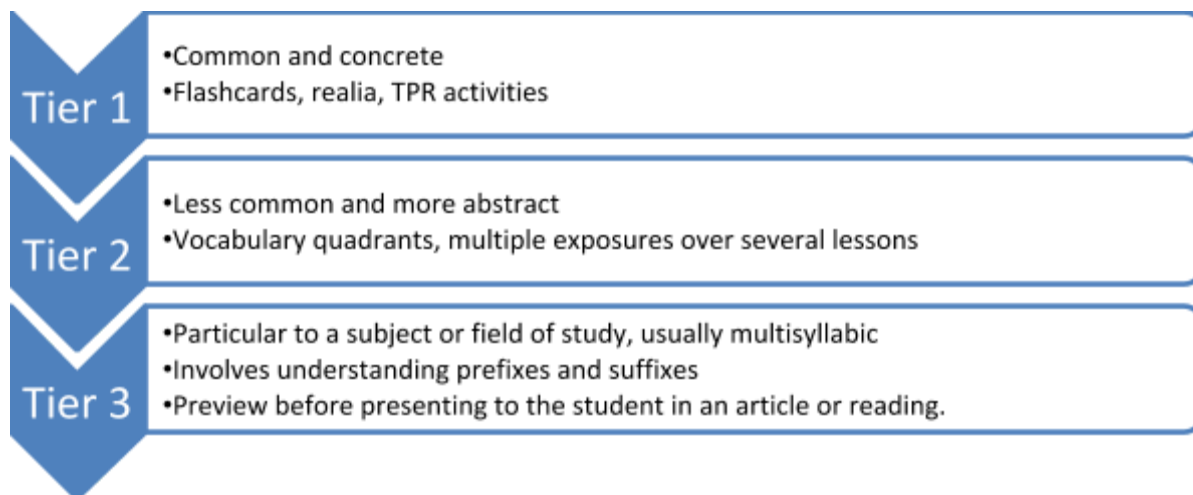 Tier 1
•Common and concrete
•Flashcards, realia, TPR activities
Tier 2
•Less common and more abstract
•Vocabulary quadrants, multiple exposures over several lessons
Tier 3
•Particular to a subject or field of study, usually multisyllabic
•Involves understanding prefixes and suffixes
•Preview before presenting to the student in an article or reading.